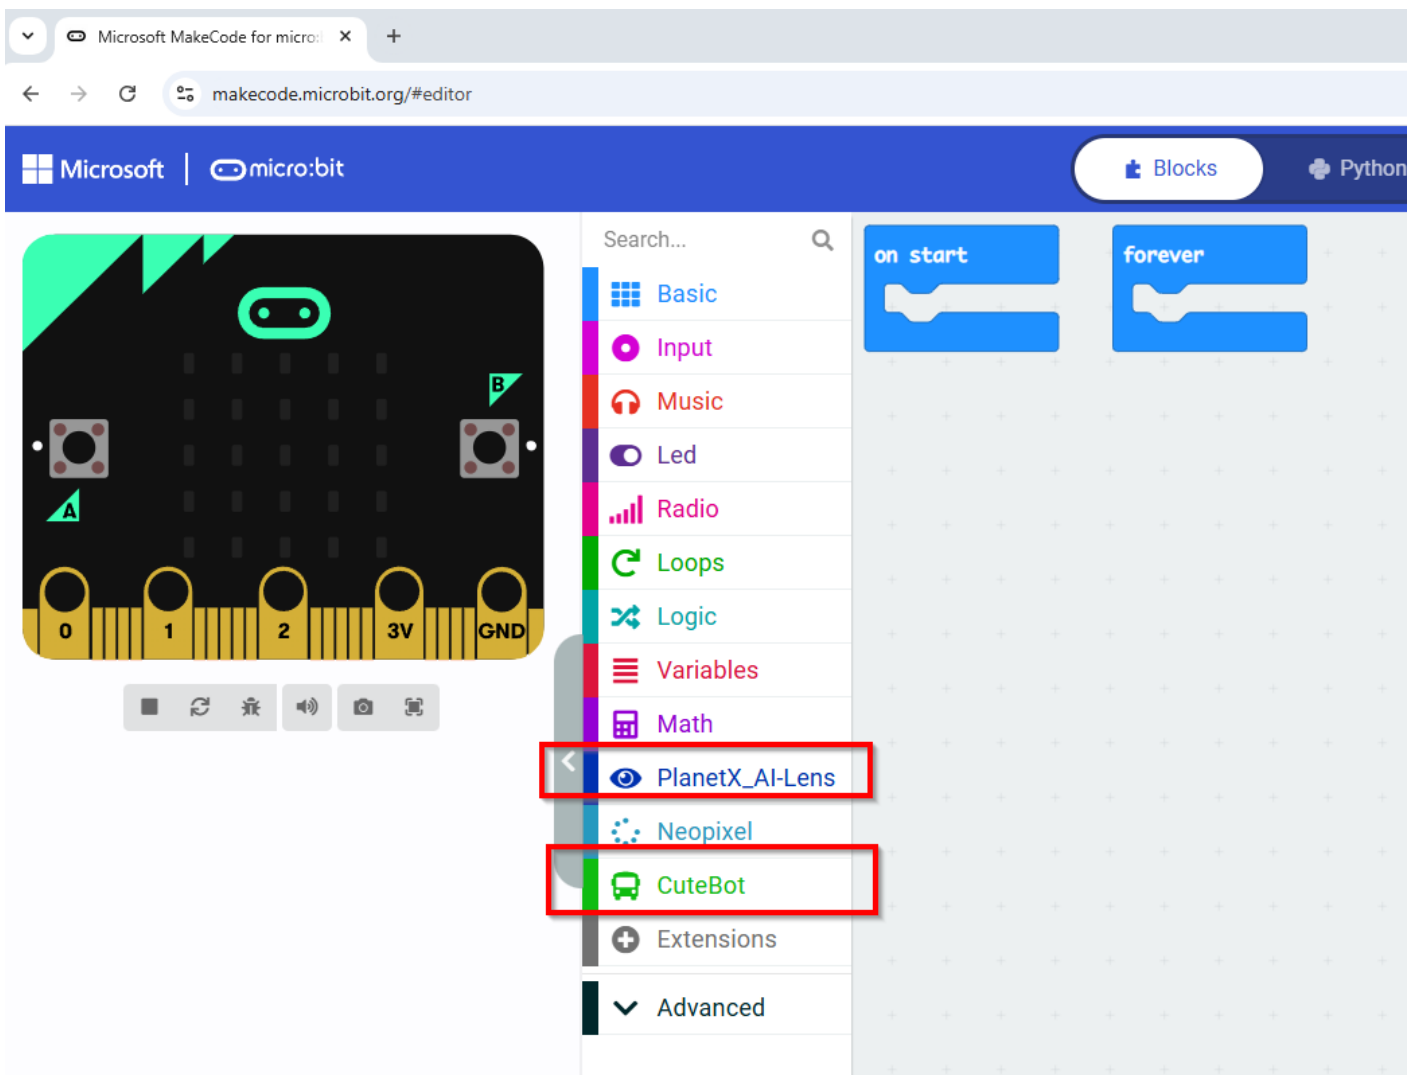 Microsoft MakeCode for micro:
makecode.microbit.org/#editor
Microsoft micro:bit
Blocks Python
Search...
Basic
Input
Music
Led
Radio
Loops
Logic
Variables
Math
PlanetX_AI-Lens
Neopixel
CuteBot
Extensions
Advanced
on start
forever
B
A
0 1 2 3V GND